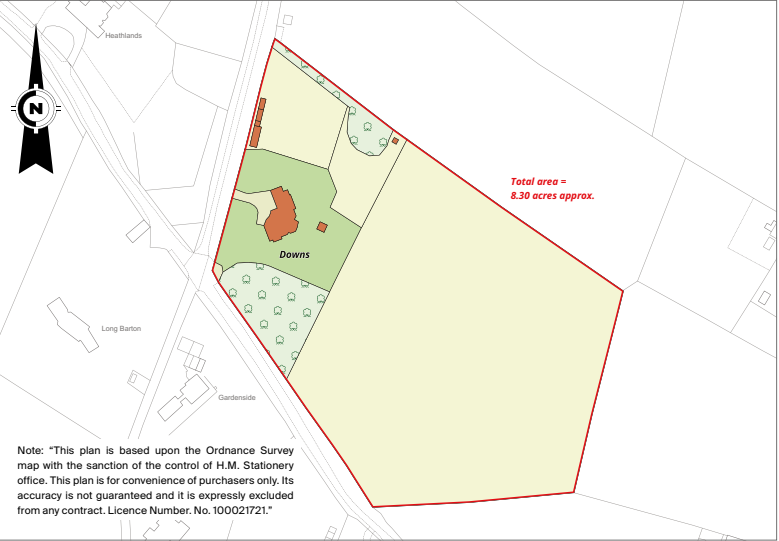 Heathlands
N
Total area =
8.30 acres approx.
Downs
Long Barton
Gardenside
Note: “This plan is based upon the Ordnance Survey
map with the sanction of the control of H.M. Stationery
office. This plan is for convenience of purchasers only. Its
accuracy is not guaranteed and it is expressly excluded
from any contract. Licence Number. No. 100021721.”